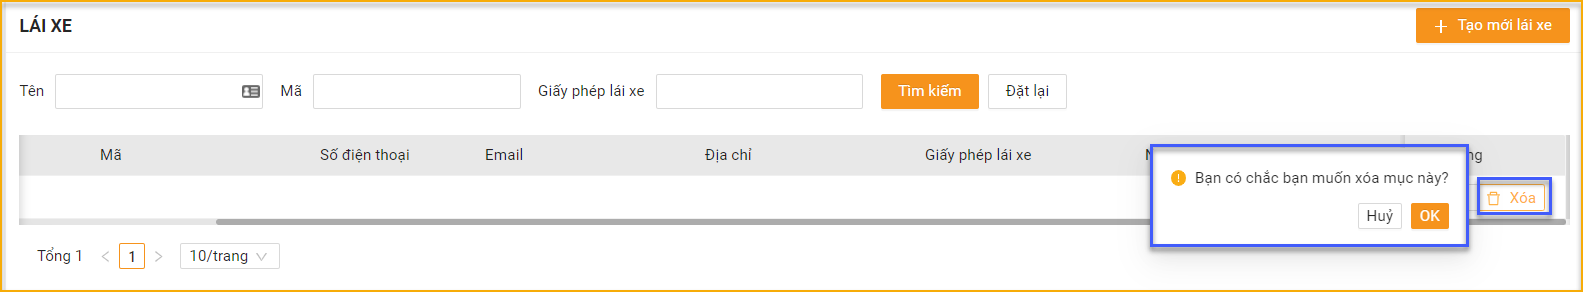 LÁI XE
+ Tạo mới lái xe
Tên
Mã
Giấy phép lái xe
Tìm kiếm
Đặt lại
Mã
Số điện thoại
Email
Địa chỉ
Giấy phép lái xe
Bạn có chắc bạn muốn xóa mục này?
Huỷ
OK
Xóa
Tổng 1
1
10/trang